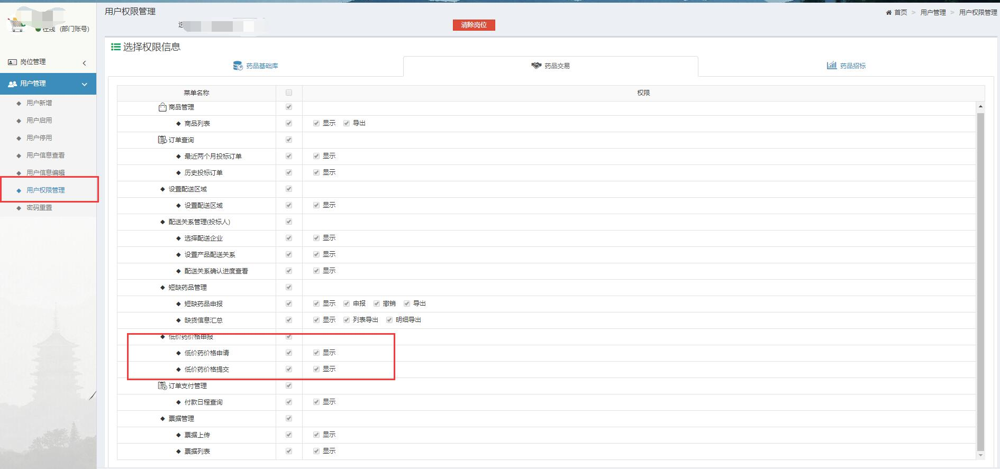 用户权限管理
首页 > 用户管理 > 用户权限管理
在线 (部门账号)
清除岗位
岗位管理
用户管理
用户新增
用户启用
用户停用
用户信息查看
用户信息编辑
用户权限管理
密码重置
选择权限信息
药品基础库 药品交易 药品招标
菜单名称 权限
商品管理
商品列表 显示 导出
订单查询
最近两个月投标订单 显示
历史投标订单 显示
设置配送区域
设置配送区域 显示
配送关系管理(投标人)
选择配送企业 显示
设置产品配送关系 显示
配送关系确认进度查看 显示
短缺药品管理
短缺药品申报 显示 申报 撤销 导出
缺货信息汇总 显示 列表导出 明细导出
低价药价格申报
低价药价格申请 显示
低价药价格提交 显示
订单支付管理
付款日程查询 显示
票据管理
票据上传 显示
票据列表 显示